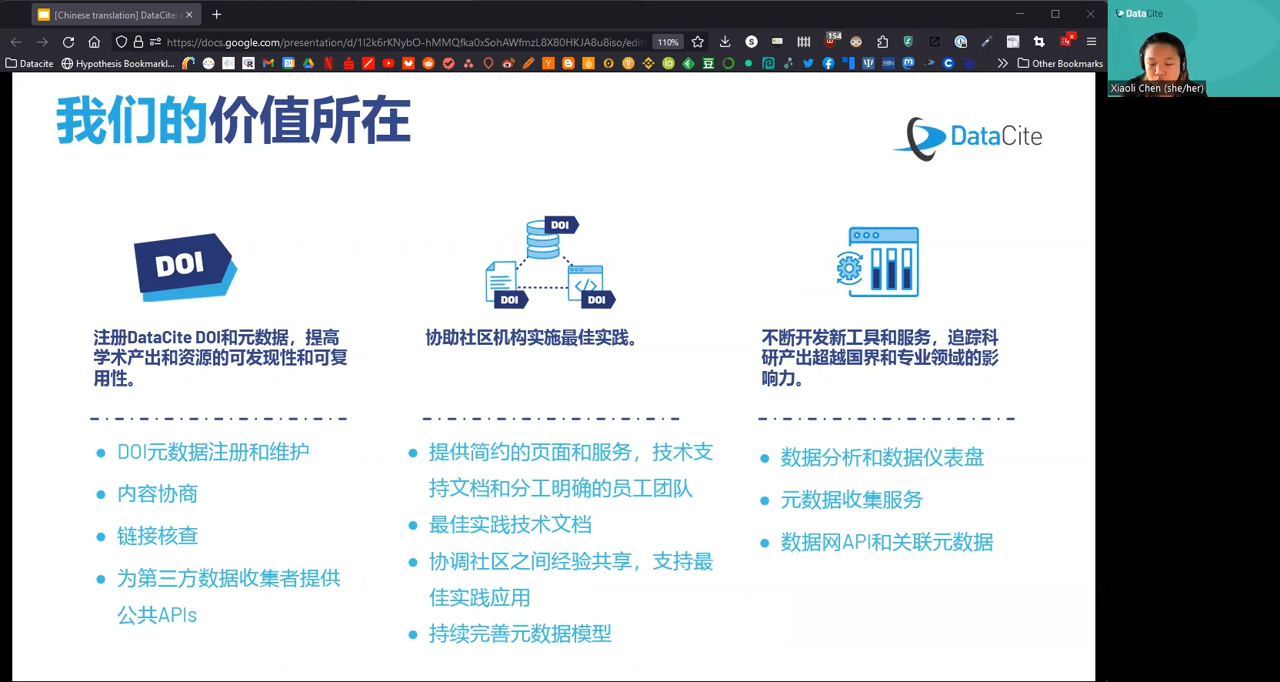 [Chinese translation] DataCite:
https://docs.google.com/presentation/d/1I2k6rKNybO-hMMQfka0xSohAWfmzL8X80HKJA8u8iso/edit
110%
154
Datacite
Hypothesis Bookmarkl...
Other Bookmarks
DataCite
Xiaoli Chen (she/her)
我们的价值所在
DataCite
DOI
DOI
DOI
DOI
注册DataCite DOI和元数据，提高
学术产出和资源的可发现性和可复
用性。
DOI元数据注册和维护
内容协商
链接核查
为第三方数据收集者提供
公共APIs
协助社区机构实施最佳实践。
提供简约的页面和服务，技术支
持文档和分工明确的员工团队
最佳实践技术文档
协调社区之间经验共享，支持最
佳实践应用
持续完善元数据模型
不断开发新工具和服务，追踪科
研产出超越国界和专业领域的影
响力。
数据分析和数据仪表盘
元数据收集服务
数据网API和关联元数据